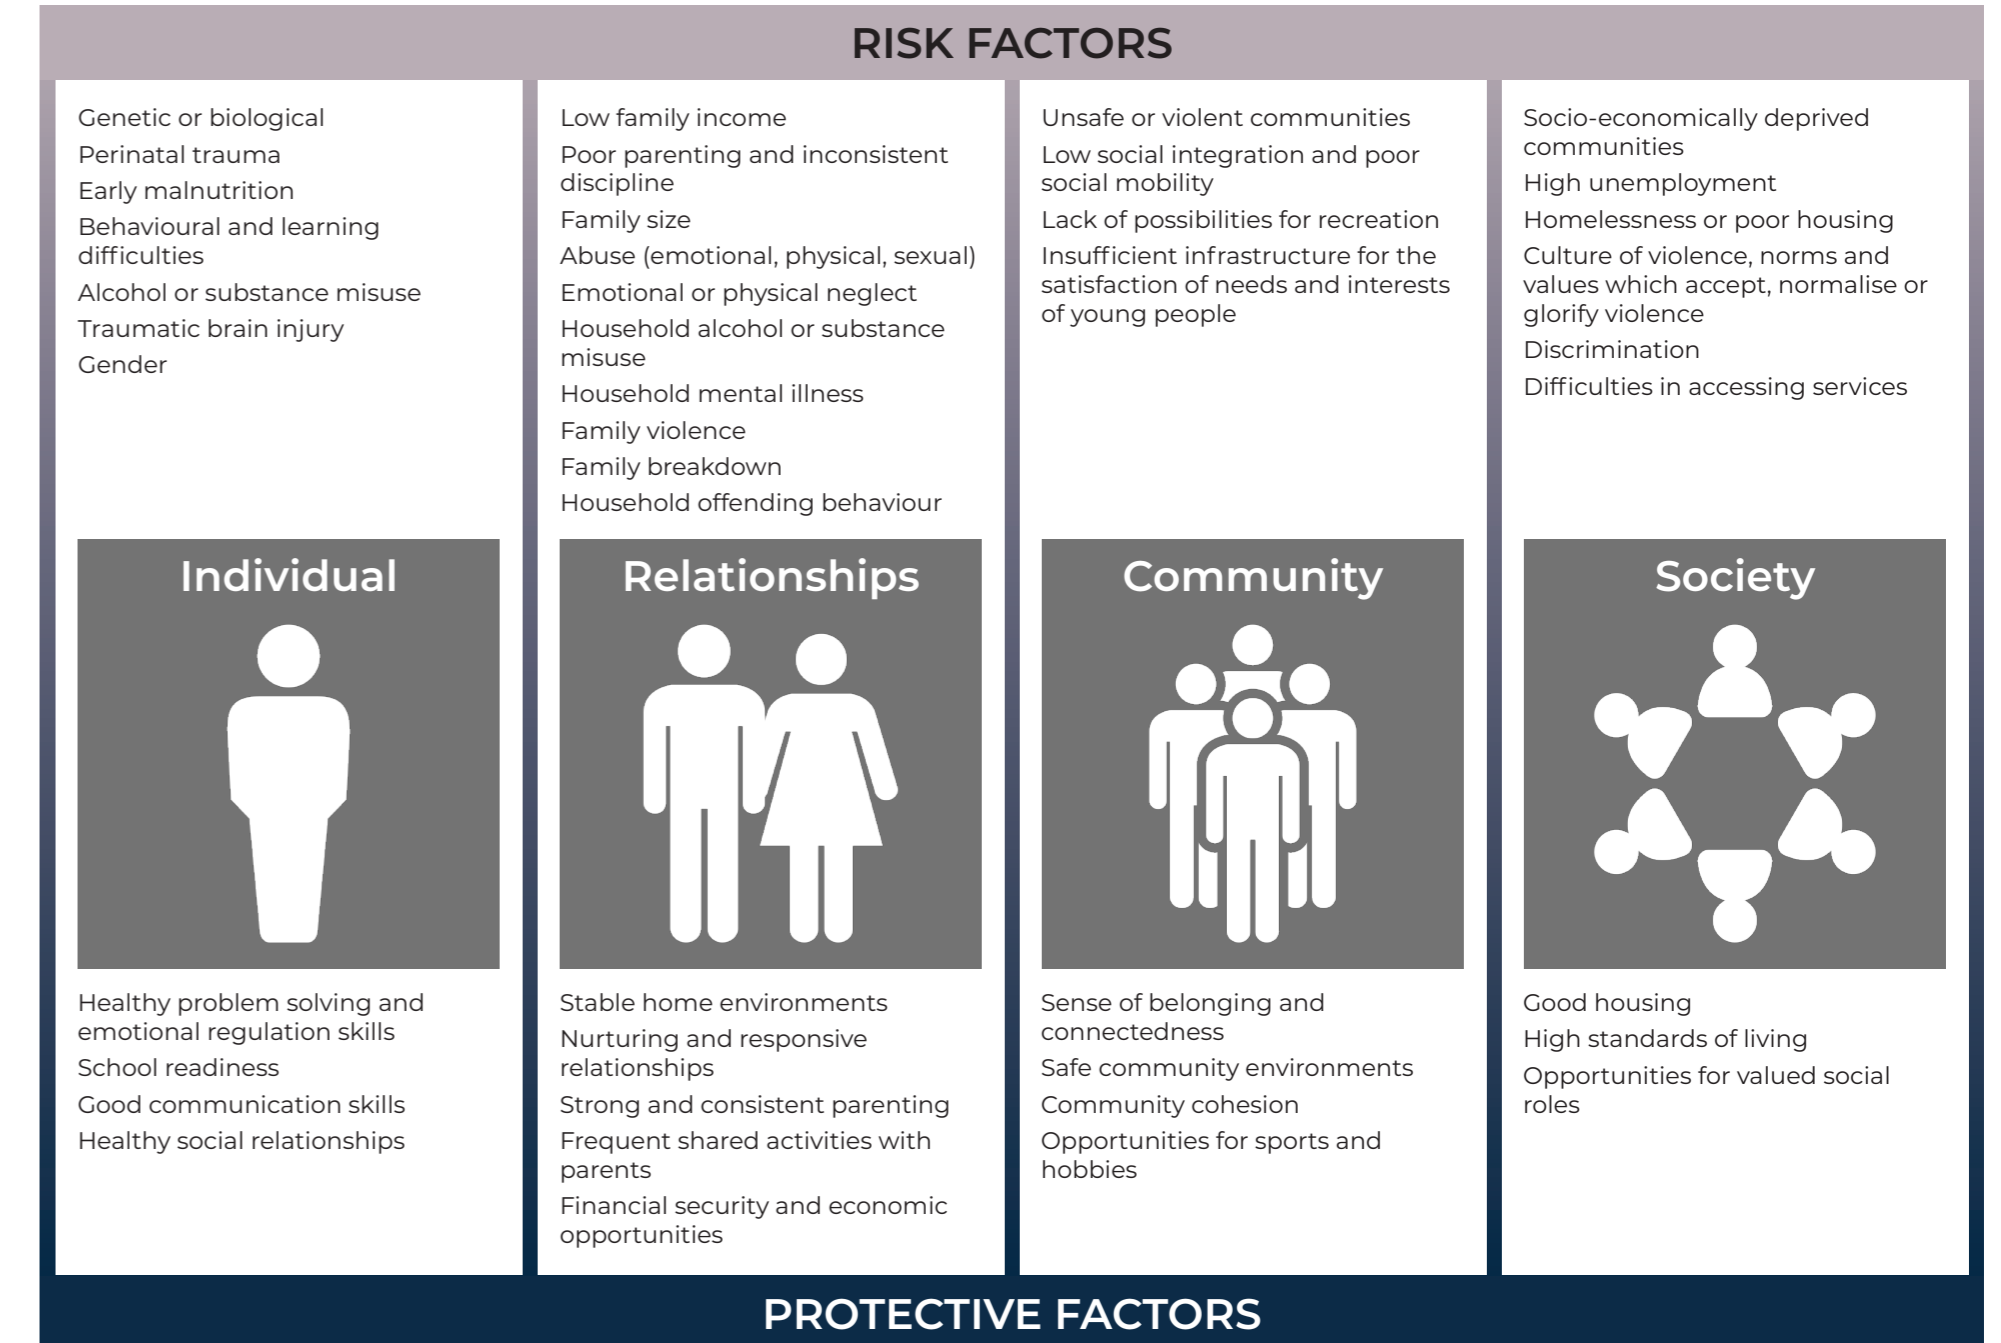 RISK FACTORS
Genetic or biological
Perinatal trauma
Early malnutrition
Behavioural and learning
difficulties
Alcohol or substance misuse
Traumatic brain injury
Gender
Low family income
Poor parenting and inconsistent
discipline
Family size
Abuse (emotional, physical, sexual)
Emotional or physical neglect
Household alcohol or substance
misuse
Household mental illness
Family violence
Family breakdown
Household offending behaviour
Unsafe or violent communities
Low social integration and poor
social mobility
Lack of possibilities for recreation
Insufficient infrastructure for the
satisfaction of needs and interests
of young people
Socio-economically deprived
communities
High unemployment
Homelessness or poor housing
Culture of violence, norms and
values which accept, normalise or
glorify violence
Discrimination
Difficulties in accessing services
Individual
Relationships
Community
Society
Healthy problem solving and
emotional regulation skills
School readiness
Good communication skills
Healthy social relationships
Stable home environments
Nurturing and responsive
relationships
Strong and consistent parenting
Frequent shared activities with
parents
Financial security and economic
opportunities
Sense of belonging and
connectedness
Safe community environments
Community cohesion
Opportunities for sports and
hobbies
Good housing
High standards of living
Opportunities for valued social
roles
PROTECTIVE FACTORS